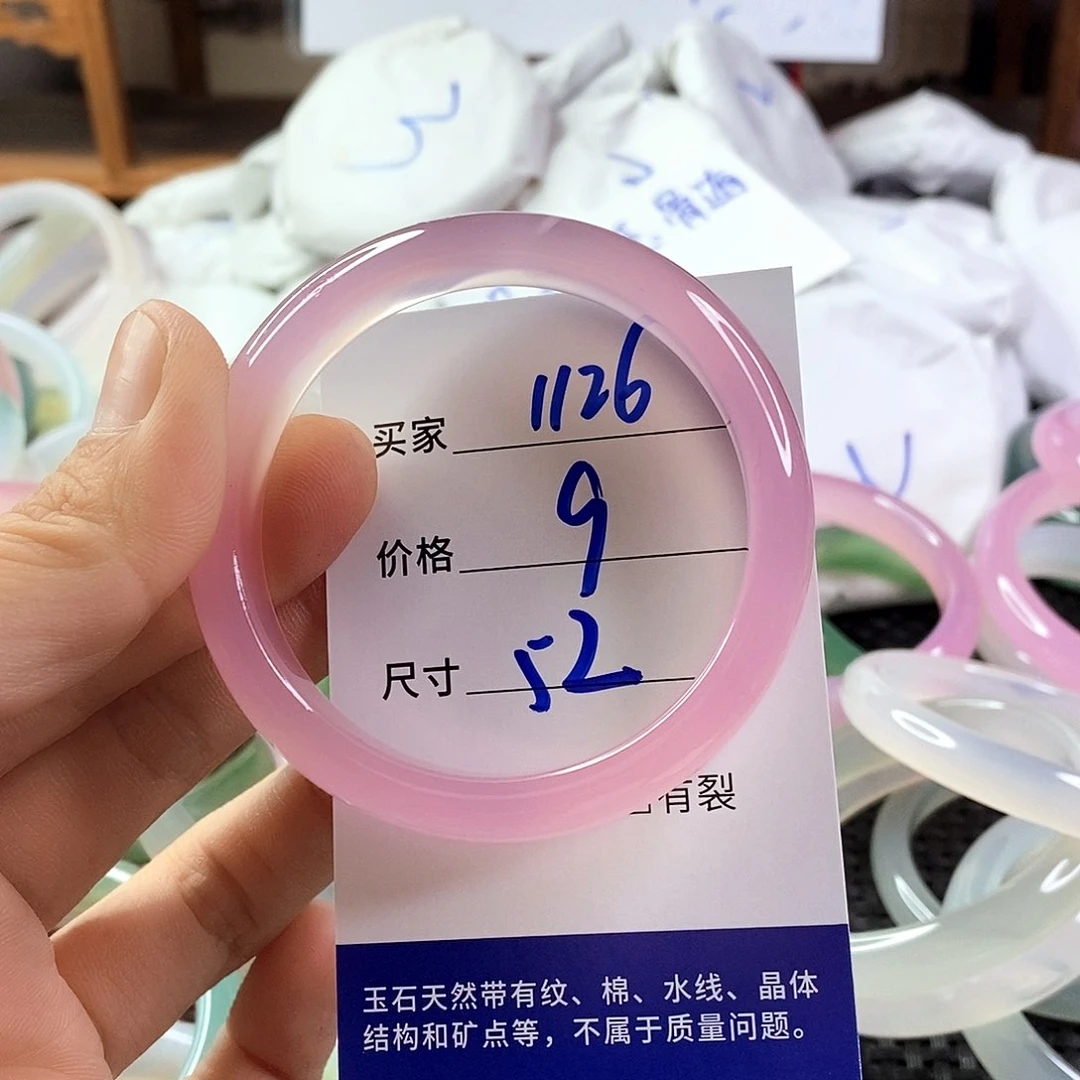 买家 1126
价格 9
尺寸 52
有裂
玉石天然带有纹、棉、水线、晶体
结构和矿点等，不属于质量问题。